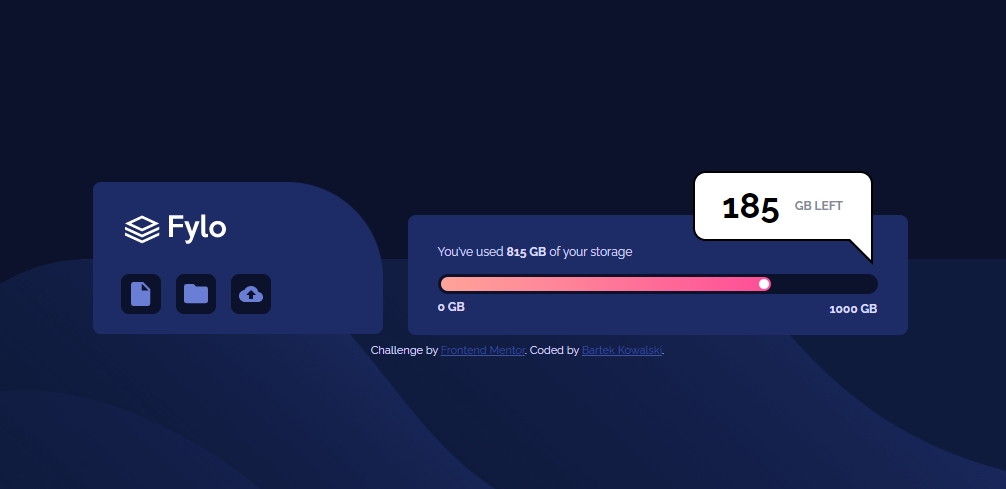 Fylo
185 GB LEFT
You've used 815 GB of your storage
0 GB
1000 GB
Challenge by Frontend Mentor. Coded by Bartek Kowalski.